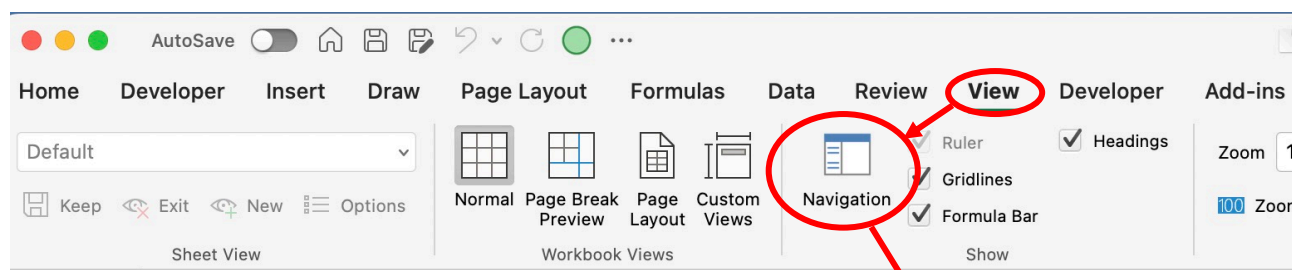 AutoSave
Home Developer Insert Draw Page Layout Formulas Data Review View Developer Add-ins
Default
Keep Exit New Options
Sheet View
Normal Page Break Preview Page Layout Custom Views
Workbook Views
Navigation
Ruler
Gridlines
Formula Bar
Headings
Show
Zoom 1
100